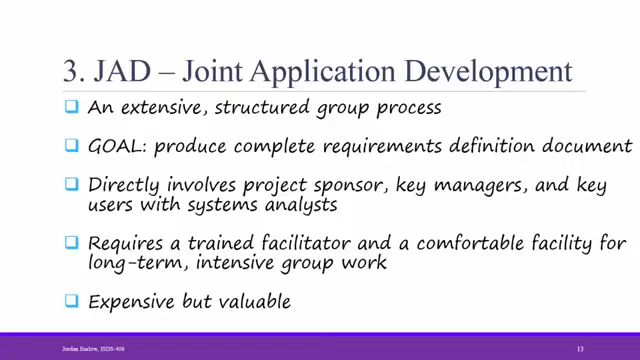 3. JAD – Joint Application Development
An extensive, structured group process
GOAL: produce complete requirements definition document
Directly involves project sponsor, key managers, and key
users with systems analysts
Requires a trained facilitator and a comfortable facility for
long-term, intensive group work
Expensive but valuable
Jordan Barlow, ISDS-406
13